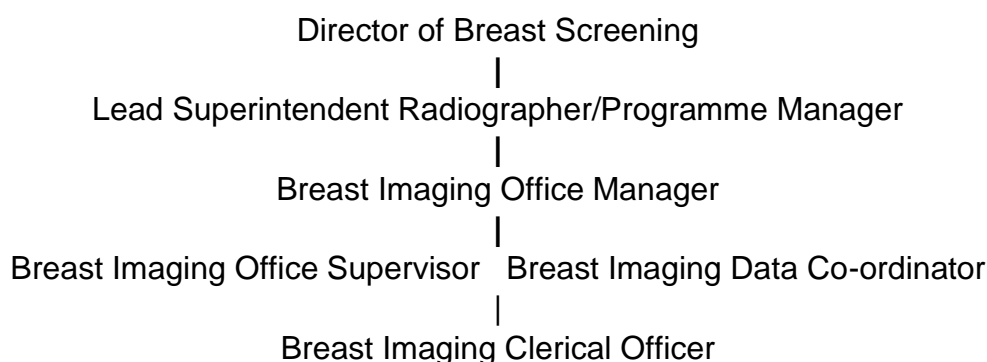 Director of Breast Screening
|
Lead Superintendent Radiographer/Programme Manager
|
Breast Imaging Office Manager
|
Breast Imaging Office Supervisor Breast Imaging Data Co-ordinator
|
Breast Imaging Clerical Officer